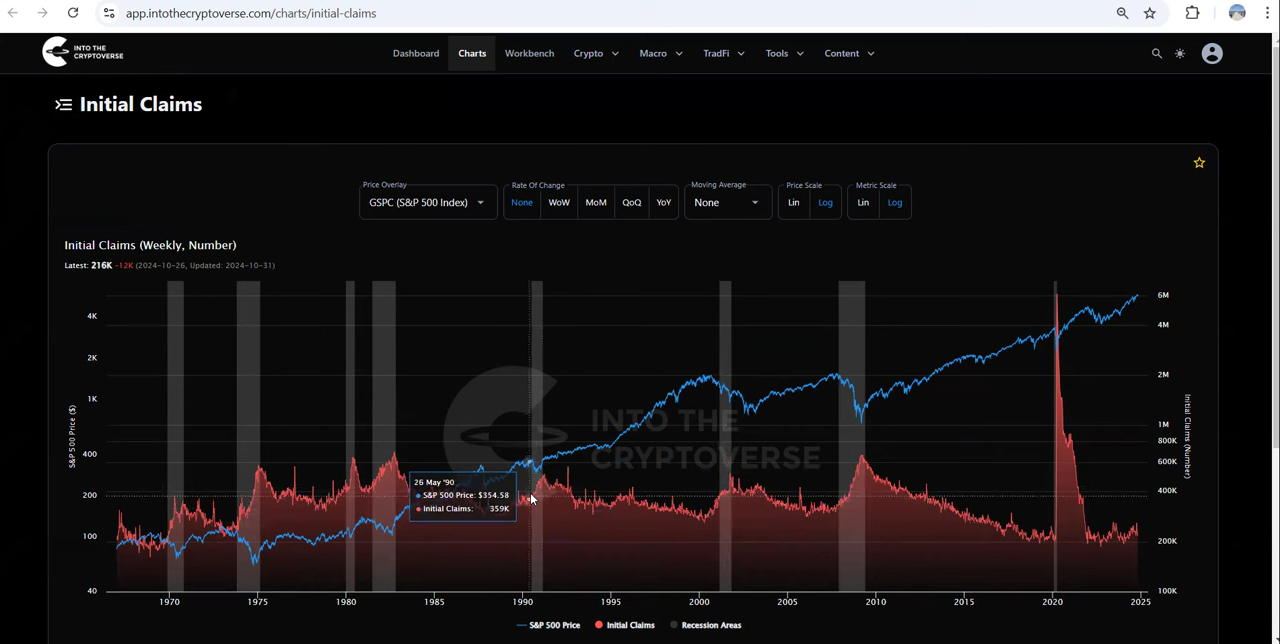 app.intothecryptoverse.com/charts/initial-claims
INTO THE
CRYPTOVERSE
Dashboard Charts Workbench Crypto Macro TradFi Tools Content
Initial Claims
Price Overlay Rate Of Change Moving Average Price Scale Metric Scale
GSPC (S&P 500 Index) None WoW MoM QoQ YoY None Lin Log Lin Log
Initial Claims (Weekly, Number)
Latest: 216K -12K (2024-10-26, Updated: 2024-10-31)
S&P 500 Price ($)
4K
2K
1K
400
200
100
40
INTO THE
CRYPTOVERSE
26 May '90
S&P 500 Price: $354.58
Initial Claims: 359K
6M
4M
2M
1M
800K
600K
400K
200K
100K
Initial Claims (Number)
1970 1975 1980 1985 1990 1995 2000 2005 2010 2015 2020 2025
S&P 500 Price Initial Claims Recession Areas